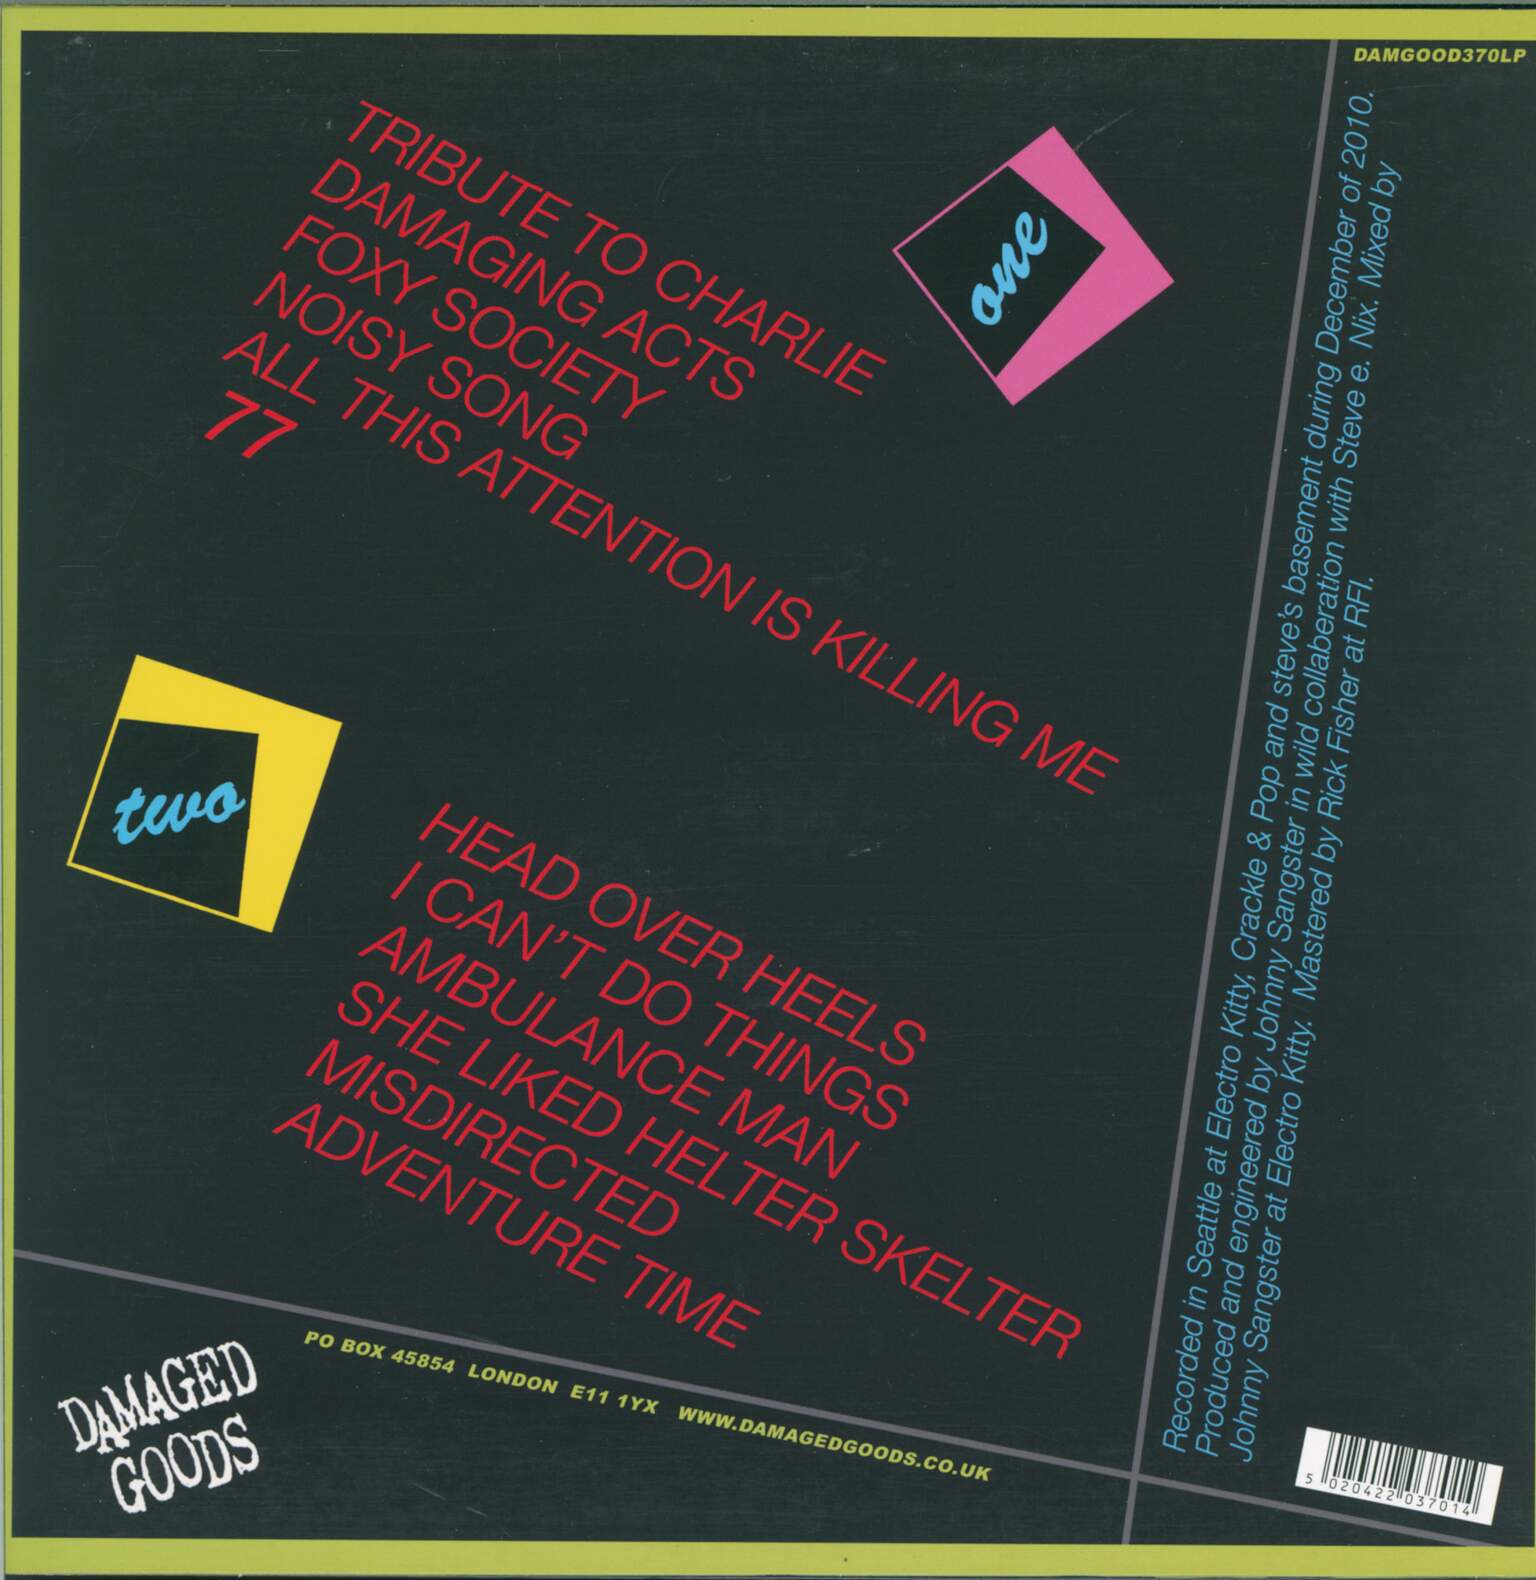 DAMGOOD370LP
one
TRIBUTE TO CHARLIE
DAMAGING ACTS
FOXY SOCIETY
NOISY SONG
ALL THIS ATTENTION IS KILLING ME
77
two
HEAD OVER HEELS
I CAN'T DO THINGS
AMBULANCE MAN
SHE LIKED HELTER SKELTER
MISDIRECTED
ADVENTURE TIME
Recorded in Seattle at Electro Kitty, Crackle & Pop and steve's basement during December of 2010.
Produced and engineered by Johnny Sangster in wild collaberation with Steve e. Nix. Mixed by
Johnny Sangster at Electro Kitty. Mastered by Rick Fisher at RFI.
DAMAGED
GOODS
PO BOX 45854 LONDON E11 1YX WWW.DAMAGEDGOODS.CO.UK
5 020422 037014